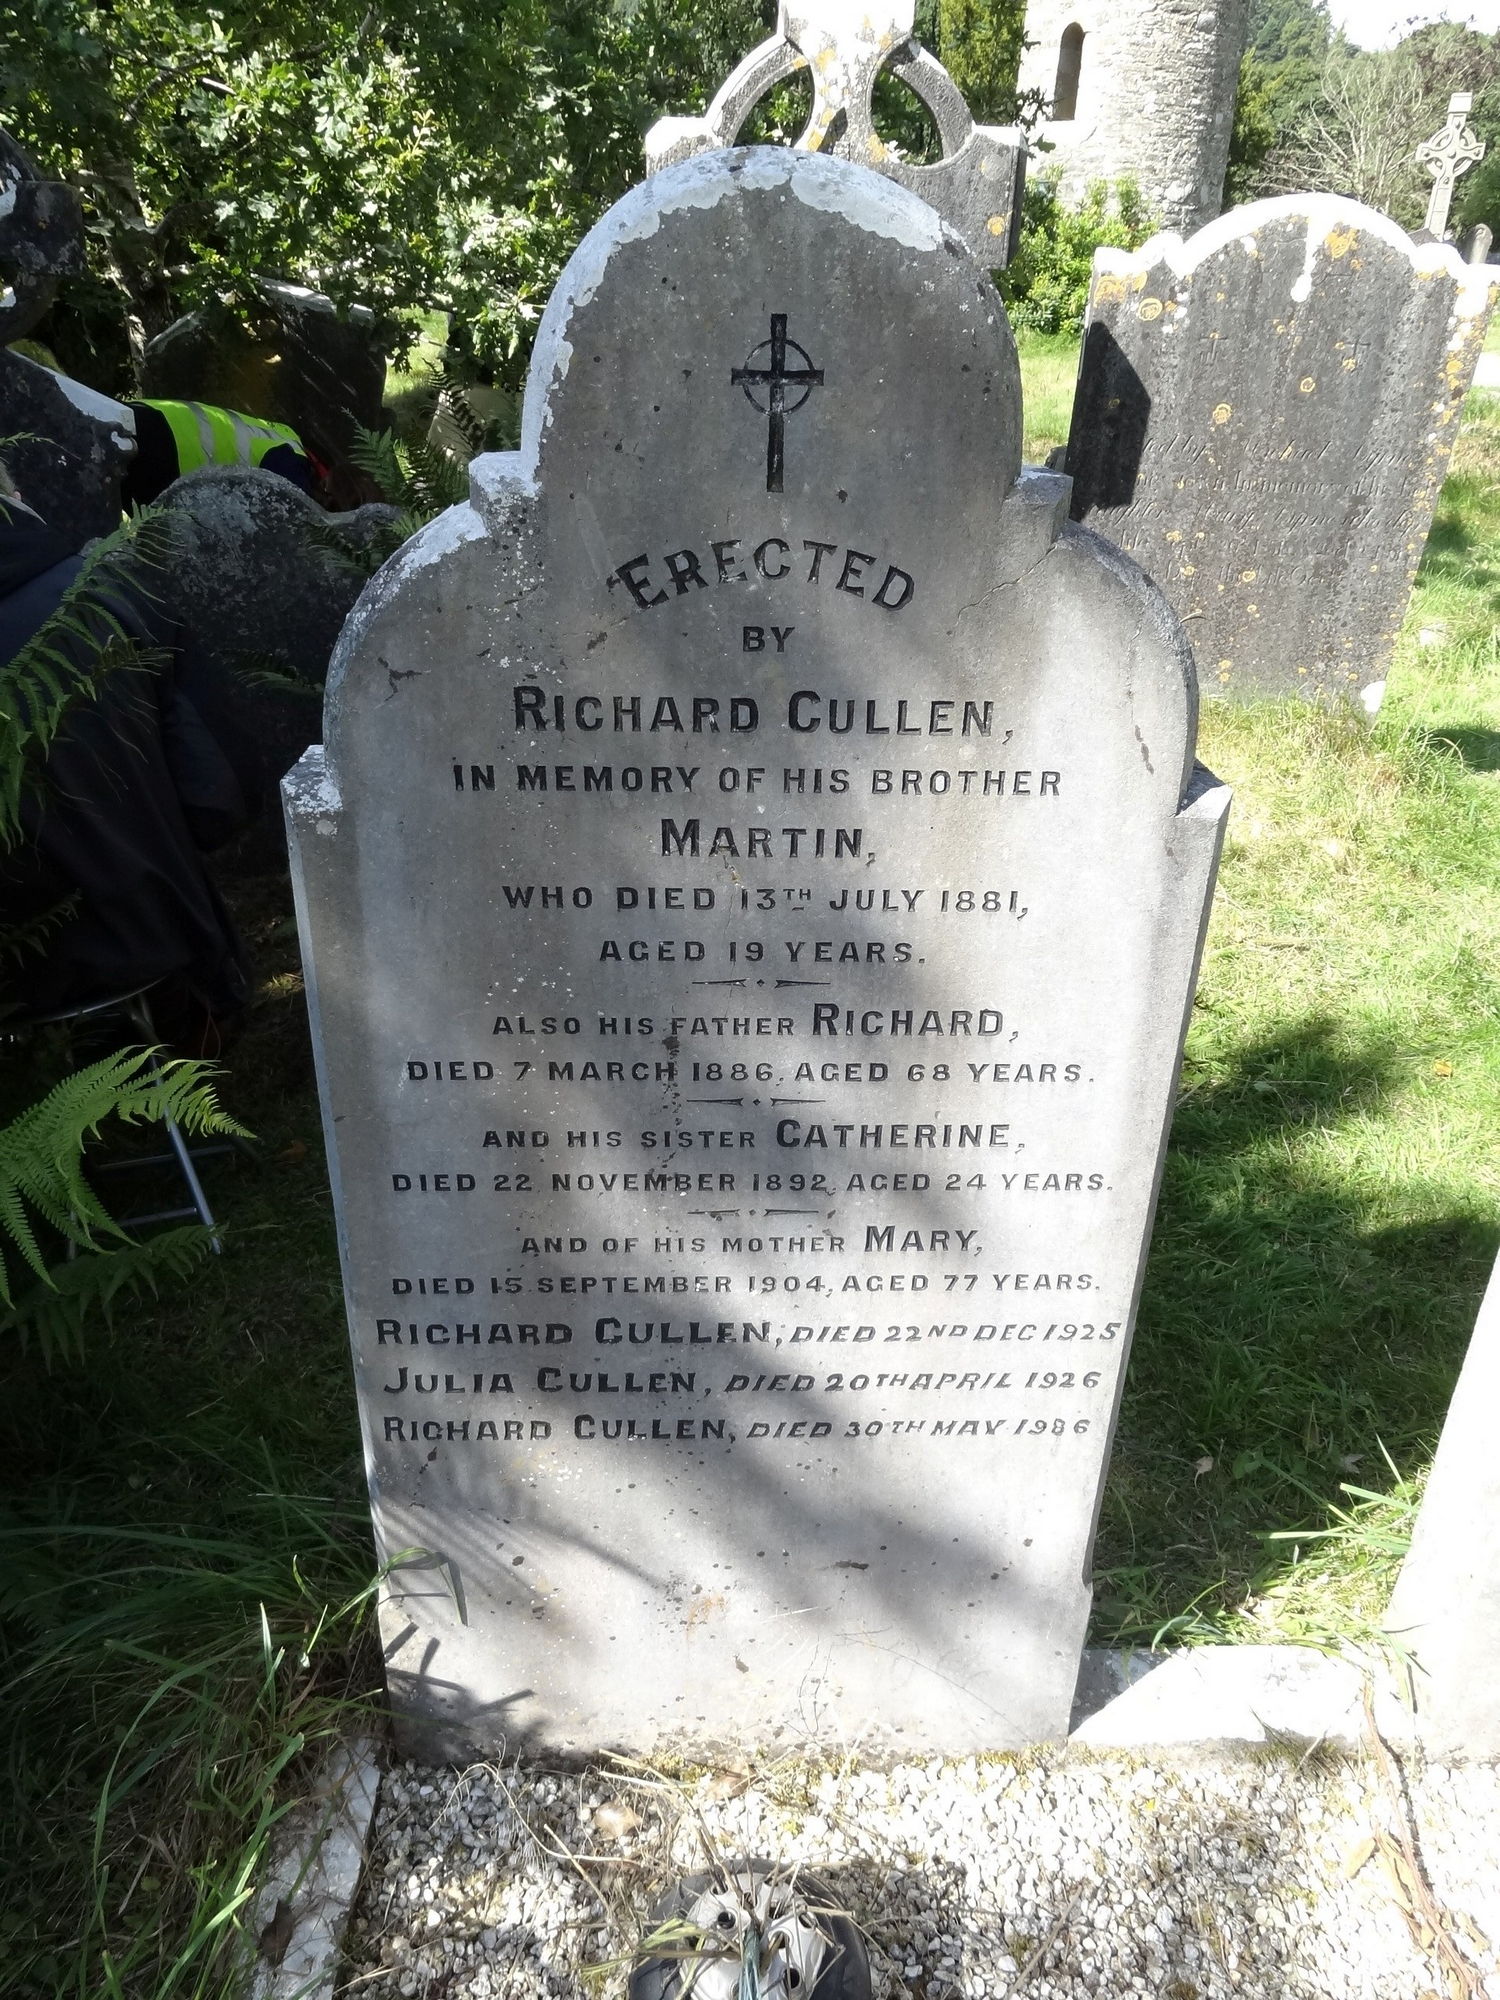 ERECTED
BY
RICHARD CULLEN,
IN MEMORY OF HIS BROTHER
MARTIN,
WHO DIED 13TH JULY 1881,
AGED 19 YEARS.
ALSO HIS FATHER RICHARD,
DIED 7 MARCH 1886, AGED 68 YEARS.
AND HIS SISTER CATHERINE,
DIED 22 NOVEMBER 1892, AGED 24 YEARS.
AND OF HIS MOTHER MARY,
DIED 15 SEPTEMBER 1904, AGED 77 YEARS.
RICHARD CULLEN, DIED 22ND DEC 1925
JULIA CULLEN, DIED 20TH APRIL 1926
RICHARD CULLEN, DIED 30TH MAY 1986